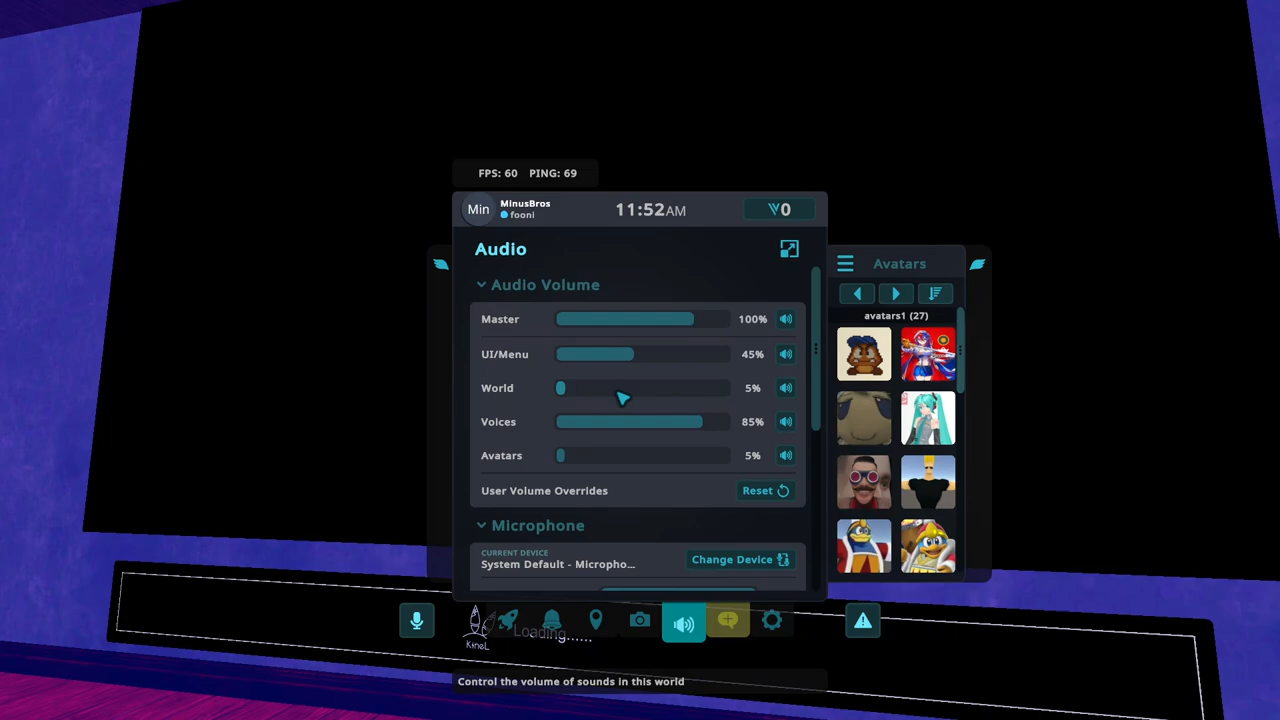 FPS: 60 PING: 69
Min
MinusBros
fooni
11:52AM
0
Audio
Audio Volume
Master 100%
UI/Menu 45%
World 5%
Voices 85%
Avatars 5%
User Volume Overrides Reset
Microphone
CURRENT DEVICE
System Default - Micropho...
Change Device
Avatars
avatars1 (27)
KineL
Loading......
Control the volume of sounds in this world